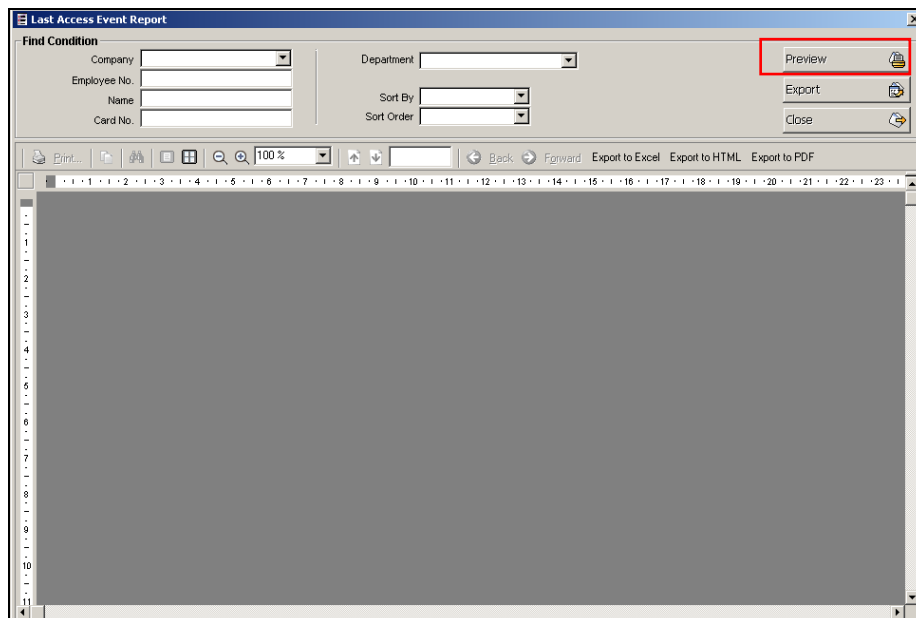 Last Access Event Report
Find Condition
Company
Employee No.
Name
Card No.
Department
Sort By
Sort Order
Preview
Export
Close
Print... 100 % Back Forward Export to Excel Export to HTML Export to PDF
1 2 3 4 5 6 7 8 9 10 11 12 13 14 15 16 17 18 19 20 21 22 23
1
2
3
4
5
6
7
8
9
10
11